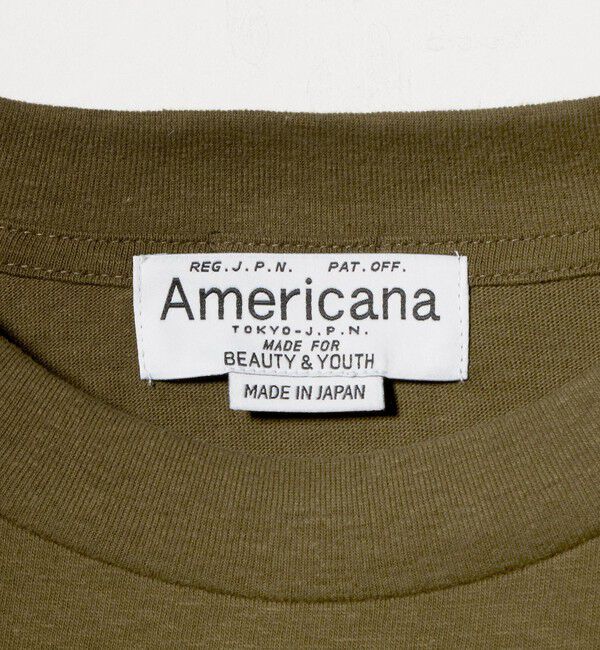 REG.J.P.N. PAT.OFF.
Americana
TOKYO-J.P.N.
MADE FOR
BEAUTY & YOUTH
MADE IN JAPAN